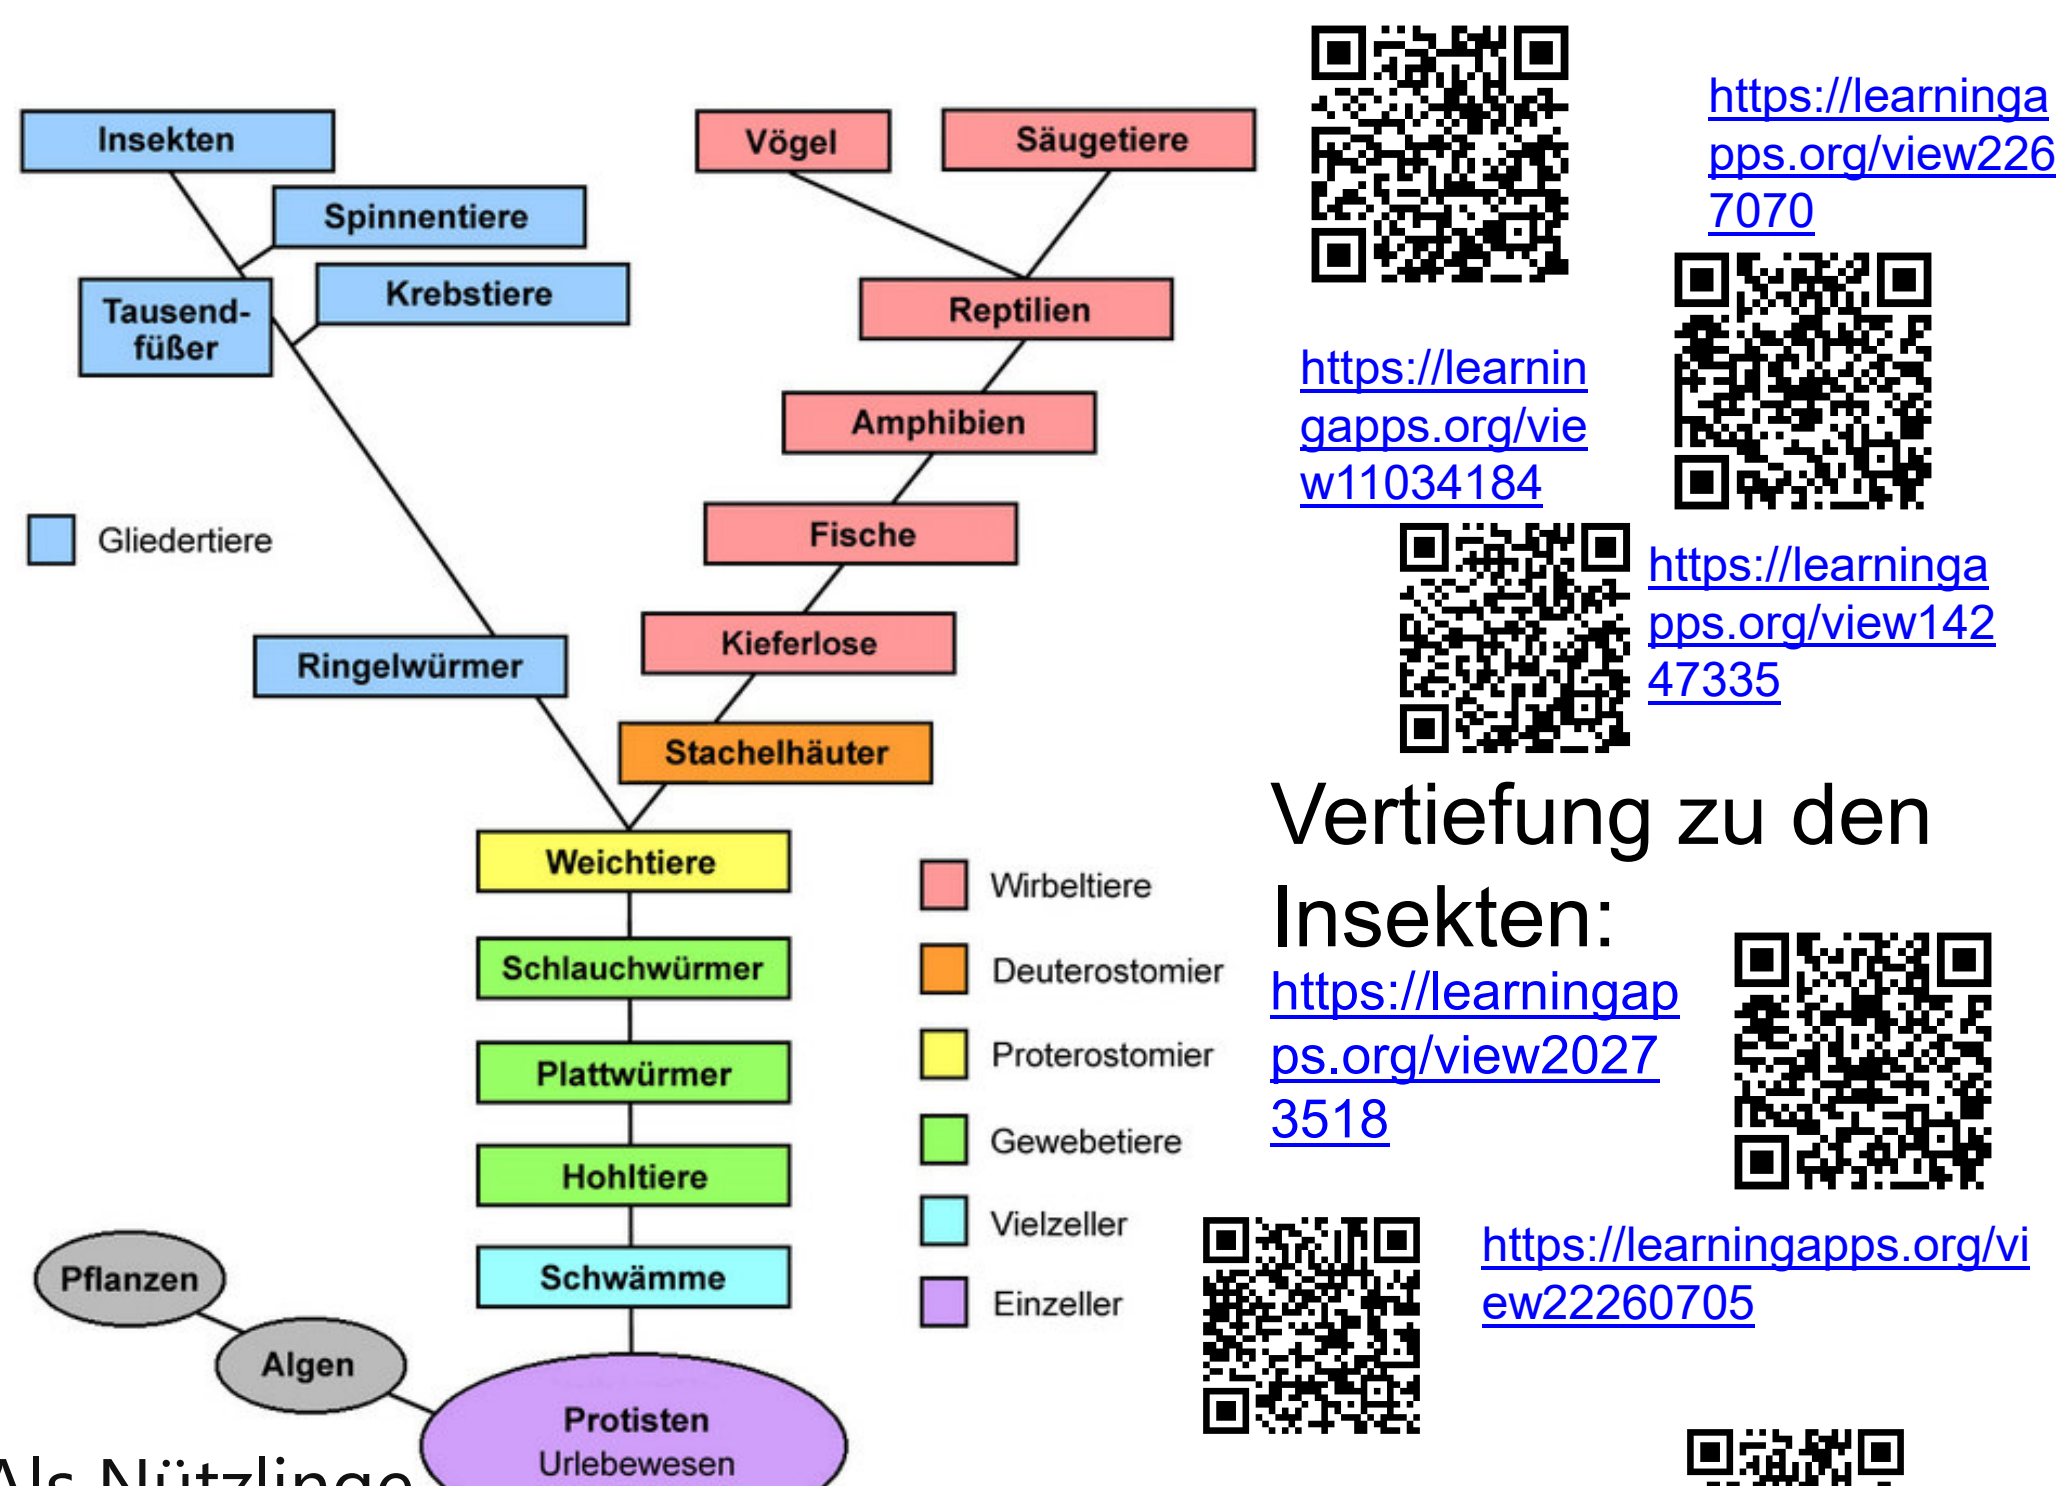 Insekten
Spinnentiere
Krebstiere
Tausend-
füßer
Gliedertiere
Ringelwürmer
Vögel
Säugetiere
Reptilien
Amphibien
Fische
Kieferlose
Stachelhäuter
Weichtiere
Schlauchwürmer
Plattwürmer
Hohltiere
Schwämme
Pflanzen
Algen
Protisten
Urlebewesen
Wirbeltiere
Deuterostomier
Proterostomier
Gewebetiere
Vielzeller
Einzeller
https://learninga
pps.org/view226
7070
https://learnin
gapps.org/vie
w11034184
https://learninga
pps.org/view142
47335
Vertiefung zu den
Insekten:
https://learningap
ps.org/view2027
3518
https://learningapps.org/vi
ew22260705
Als Nützlinge